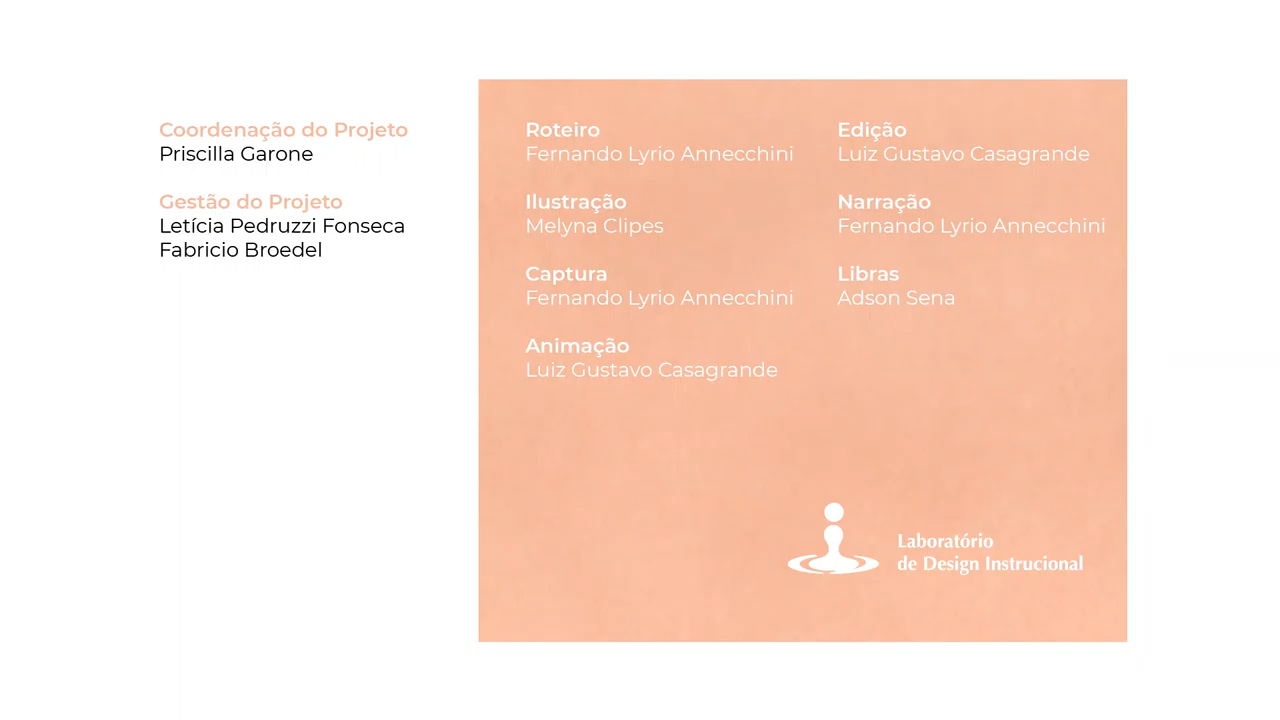 Coordenação do Projeto
Priscilla Garone
Gestão do Projeto
Letícia Pedruzzi Fonseca
Fabricio Broedel
Roteiro
Fernando Lyrio Annecchini
Ilustração
Melyna Clipes
Captura
Fernando Lyrio Annecchini
Animação
Luiz Gustavo Casagrande
Edição
Luiz Gustavo Casagrande
Narração
Fernando Lyrio Annecchini
Libras
Adson Sena
Laboratório
de Design Instrucional